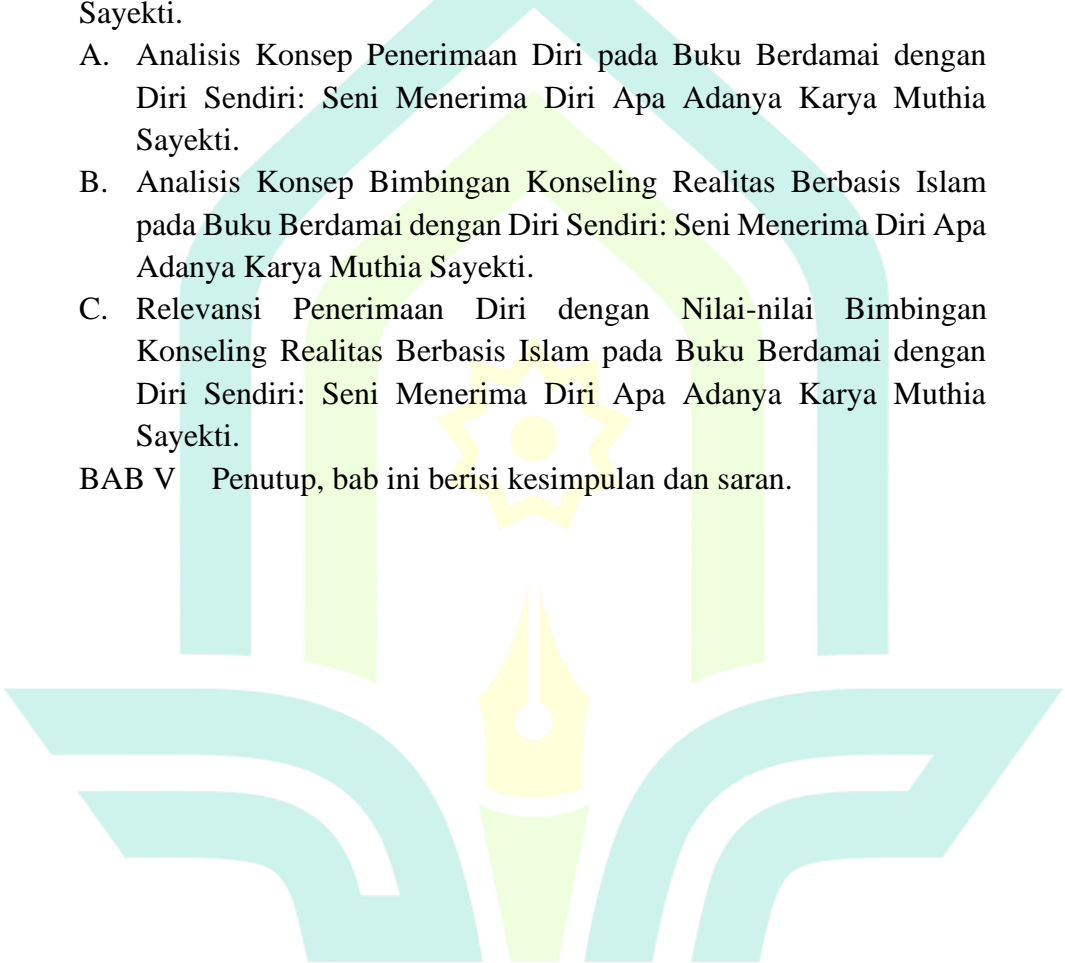 Sayekti.
A. Analisis Konsep Penerimaan Diri pada Buku Berdamai dengan
Diri Sendiri: Seni Menerima Diri Apa Adanya Karya Muthia
Sayekti.
B. Analisis Konsep Bimbingan Konseling Realitas Berbasis Islam
pada Buku Berdamai dengan Diri Sendiri: Seni Menerima Diri Apa
Adanya Karya Muthia Sayekti.
C. Relevansi Penerimaan Diri dengan Nilai-nilai Bimbingan
Konseling Realitas Berbasis Islam pada Buku Berdamai dengan
Diri Sendiri: Seni Menerima Diri Apa Adanya Karya Muthia
Sayekti.
BAB V Penutup, bab ini berisi kesimpulan dan saran.